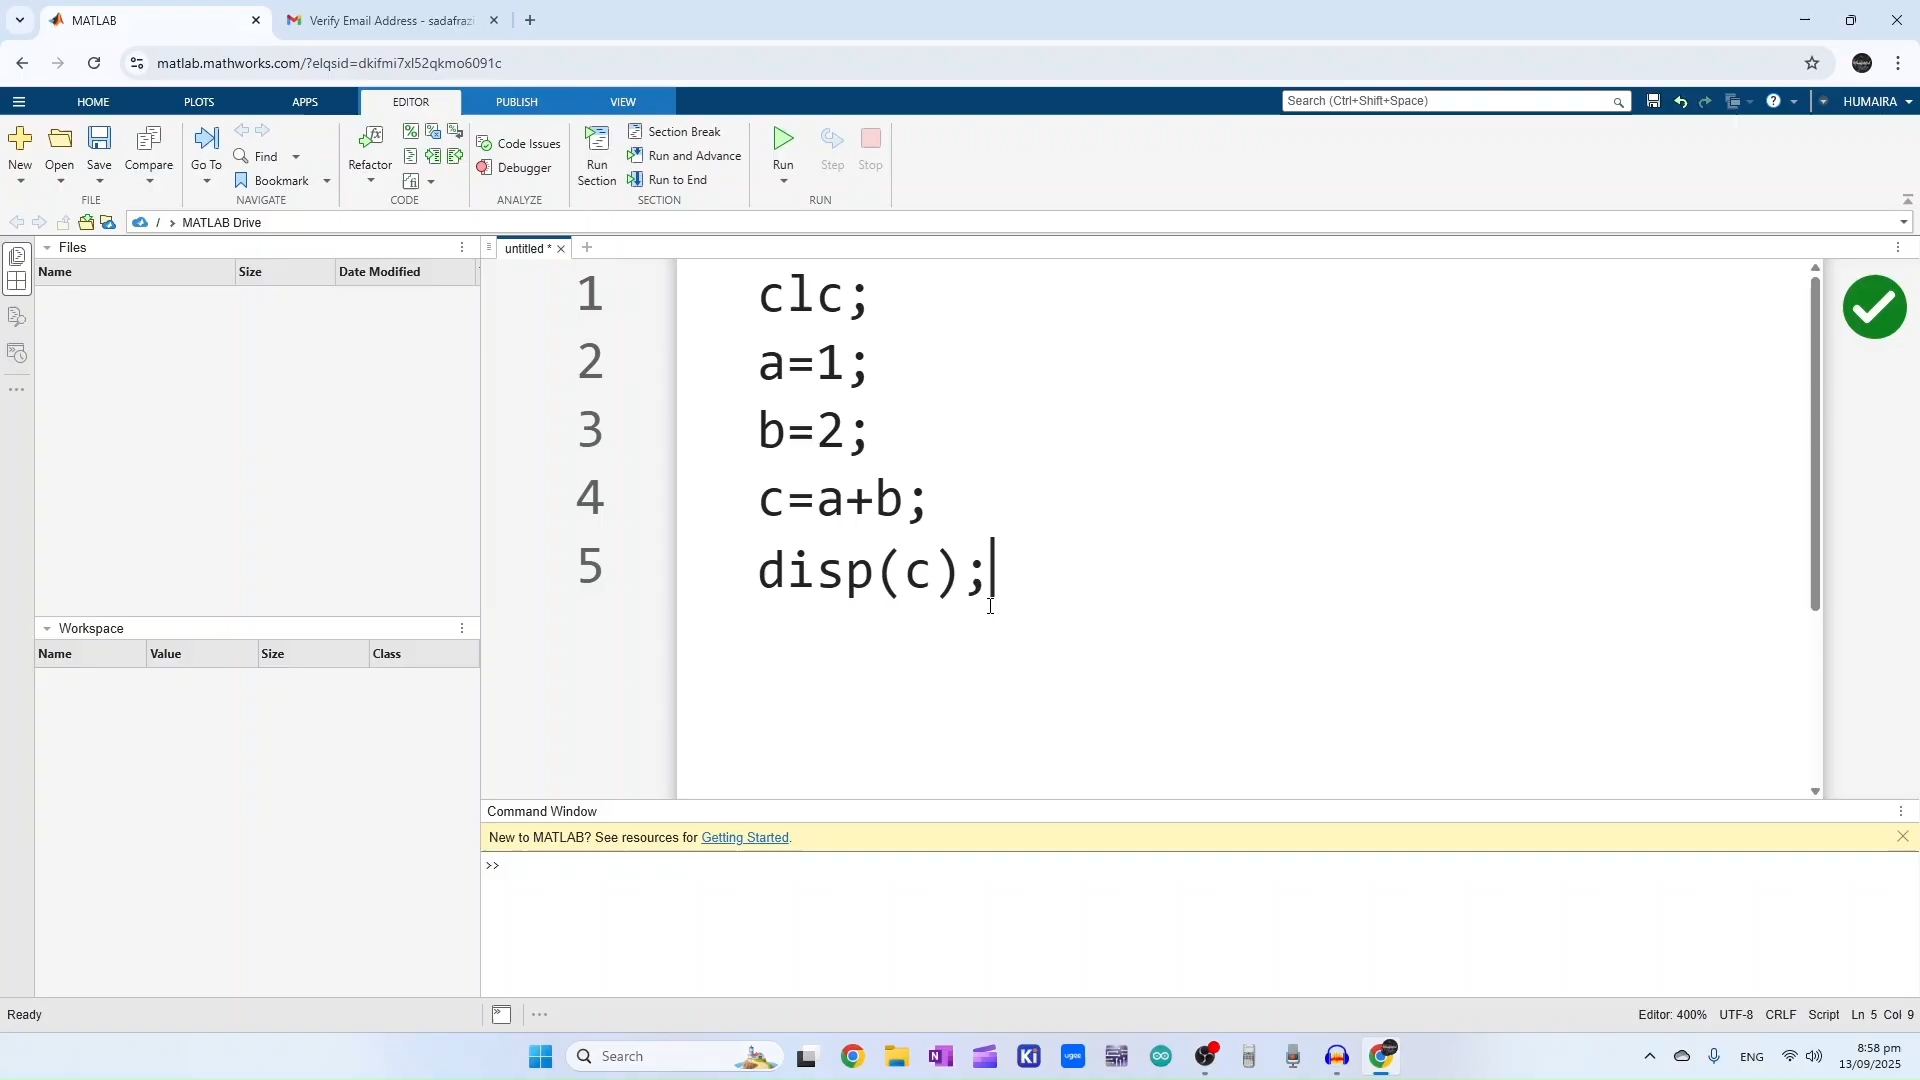 MATLAB
Verify Email Address - sadafrazi
matlab.mathworks.com/?elqsid=dkifmi7xl52qkmo6091c
HOME PLOTS APPS EDITOR PUBLISH VIEW Search (Ctrl+Shift+Space) HUMAIRA
New Open Save Compare Go To Find Bookmark Refactor Code Issues Debugger Run Section Section Break Run and Advance Run to End Run Step Stop
FILE NAVIGATE CODE ANALYZE SECTION RUN
/ MATLAB Drive
Files
Name Size Date Modified
untitled *
1 clc;
2 a=1;
3 b=2;
4 c=a+b;
5 disp(c);
Workspace
Name Value Size Class
Command Window
New to MATLAB? See resources for Getting Started.
>>
Ready Editor: 400% UTF-8 CRLF Script Ln 5 Col 9
Search Ki ugee ENG 8:58 pm
13/09/2025